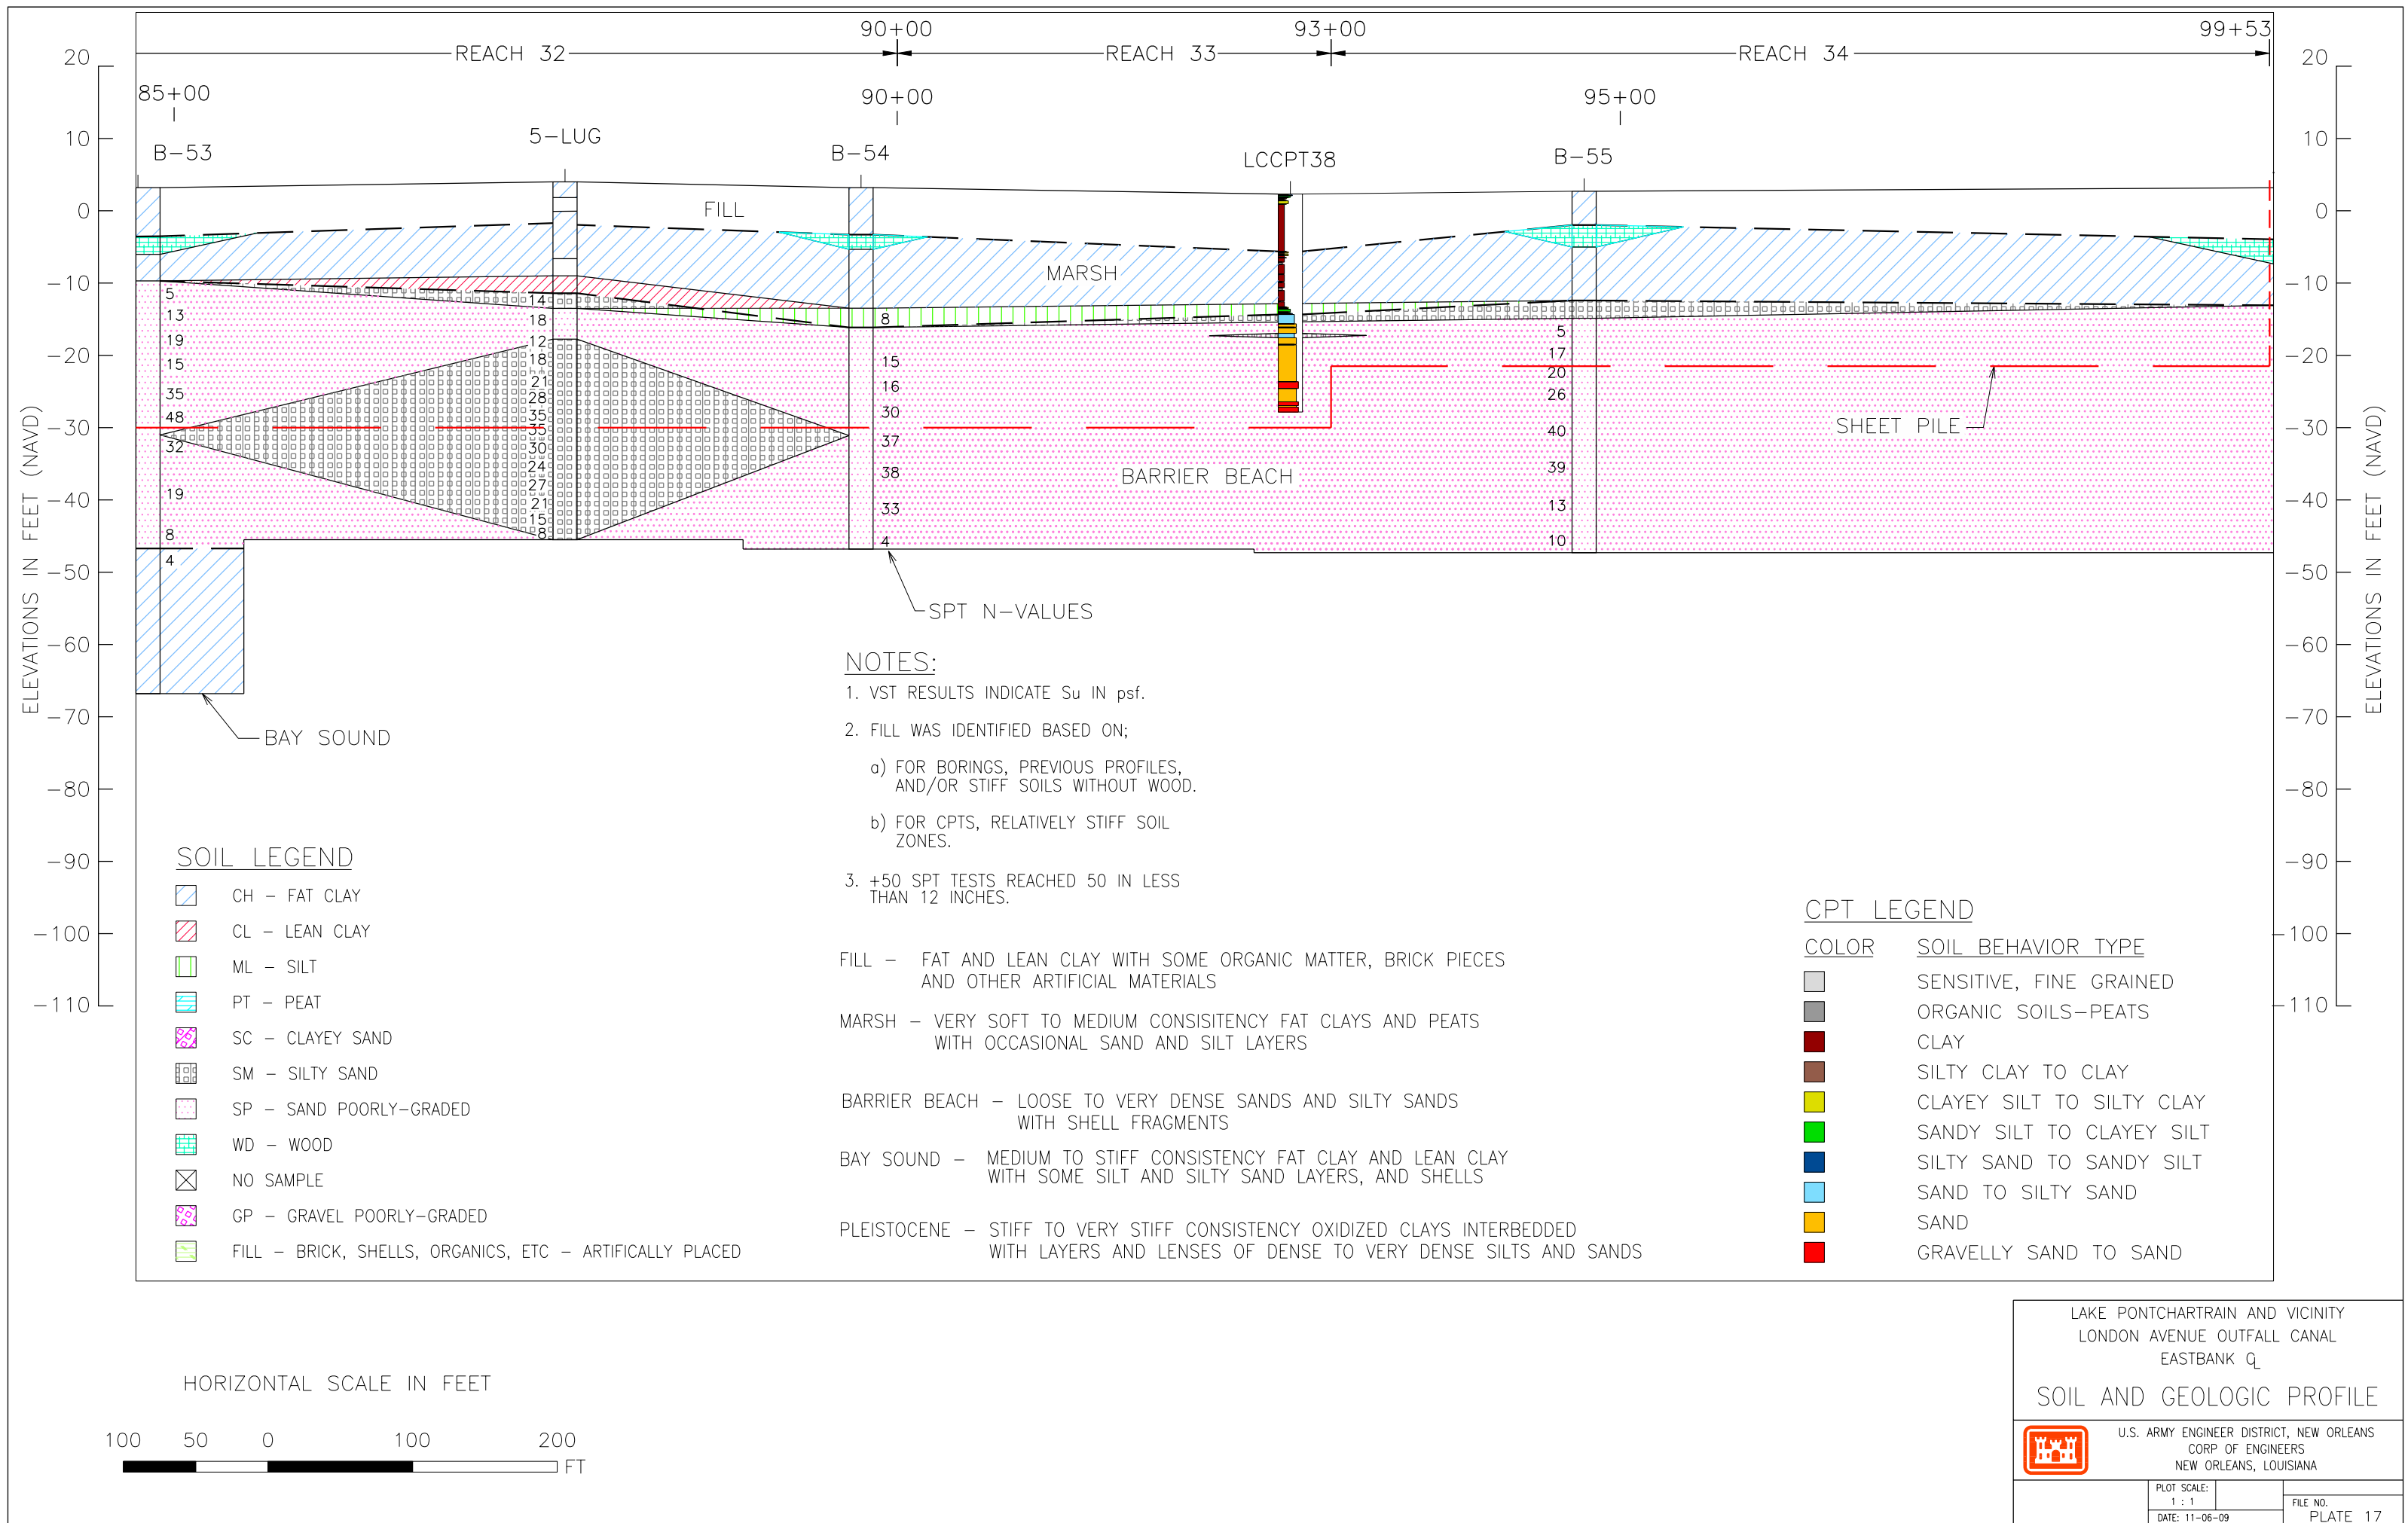 90+00 93+00 99+53
REACH 32 REACH 33 REACH 34
20 20
85+00 90+00 95+00
10 10
B-53 5-LUG B-54 LCCPT38 B-55
0 FILL 0
-10 MARSH -10
5 14 8
13 18 5
19 12 15 17
-20 -20
15 18 16 20
35 21 30 26
48 28 37 40
SHEET PILE
-30 -30
32 35 38 39
19 35 33 13
8 30 4 10
4 24
27
21
15
8
BARRIER BEACH
-40 -40
-50 -50
ELEVATIONS IN FEET (NAVD) ELEVATIONS IN FEET (NAVD)
SPT N-VALUES
-60 -60
-70 -70
BAY SOUND
-80 -80
-90 -90
-100 -100
-110 -110
NOTES:
1. VST RESULTS INDICATE Su IN psf.
2. FILL WAS IDENTIFIED BASED ON;
a) FOR BORINGS, PREVIOUS PROFILES,
AND/OR STIFF SOILS WITHOUT WOOD.
b) FOR CPTS, RELATIVELY STIFF SOIL
ZONES.
3. +50 SPT TESTS REACHED 50 IN LESS
THAN 12 INCHES.
SOIL LEGEND
CH - FAT CLAY
CL - LEAN CLAY
ML - SILT
PT - PEAT
SC - CLAYEY SAND
SM - SILTY SAND
SP - SAND POORLY-GRADED
WD - WOOD
NO SAMPLE
GP - GRAVEL POORLY-GRADED
FILL - BRICK, SHELLS, ORGANICS, ETC - ARTIFICALLY PLACED
FILL - FAT AND LEAN CLAY WITH SOME ORGANIC MATTER, BRICK PIECES
AND OTHER ARTIFICIAL MATERIALS
MARSH - VERY SOFT TO MEDIUM CONSISITENCY FAT CLAYS AND PEATS
WITH OCCASIONAL SAND AND SILT LAYERS
BARRIER BEACH - LOOSE TO VERY DENSE SANDS AND SILTY SANDS
WITH SHELL FRAGMENTS
BAY SOUND - MEDIUM TO STIFF CONSISTENCY FAT CLAY AND LEAN CLAY
WITH SOME SILT AND SILTY SAND LAYERS, AND SHELLS
PLEISTOCENE - STIFF TO VERY STIFF CONSISTENCY OXIDIZED CLAYS INTERBEDDED
WITH LAYERS AND LENSES OF DENSE TO VERY DENSE SILTS AND SANDS
CPT LEGEND
COLOR SOIL BEHAVIOR TYPE
SENSITIVE, FINE GRAINED
ORGANIC SOILS-PEATS
CLAY
SILTY CLAY TO CLAY
CLAYEY SILT TO SILTY CLAY
SANDY SILT TO CLAYEY SILT
SILTY SAND TO SANDY SILT
SAND TO SILTY SAND
SAND
GRAVELLY SAND TO SAND
HORIZONTAL SCALE IN FEET
100 50 0 100 200
FT
LAKE PONTCHARTRAIN AND VICINITY
LONDON AVENUE OUTFALL CANAL
EASTBANK ℄
SOIL AND GEOLOGIC PROFILE
U.S. ARMY ENGINEER DISTRICT, NEW ORLEANS
CORP OF ENGINEERS
NEW ORLEANS, LOUISIANA
PLOT SCALE:
1 : 1
DATE: 11-06-09
FILE NO.
PLATE 17